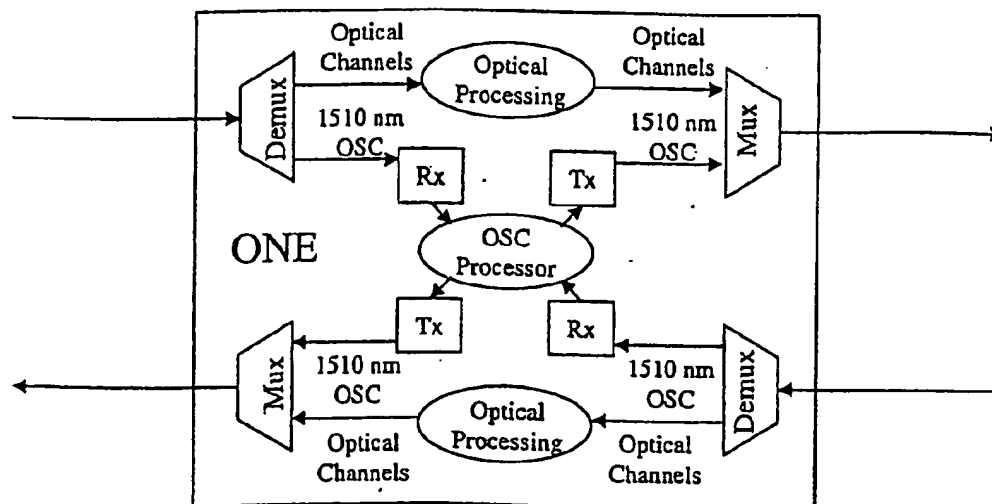 Optical
Channels
Optical
Processing
Optical
Channels
Demux
1510 nm
OSC
1510 nm
OSC
Mux
Rx
Tx
ONE
OSC
Processor
Tx
Rx
Mux
1510 nm
OSC
1510 nm
OSC
Demux
Optical
Processing
Optical
Channels
Optical
Channels